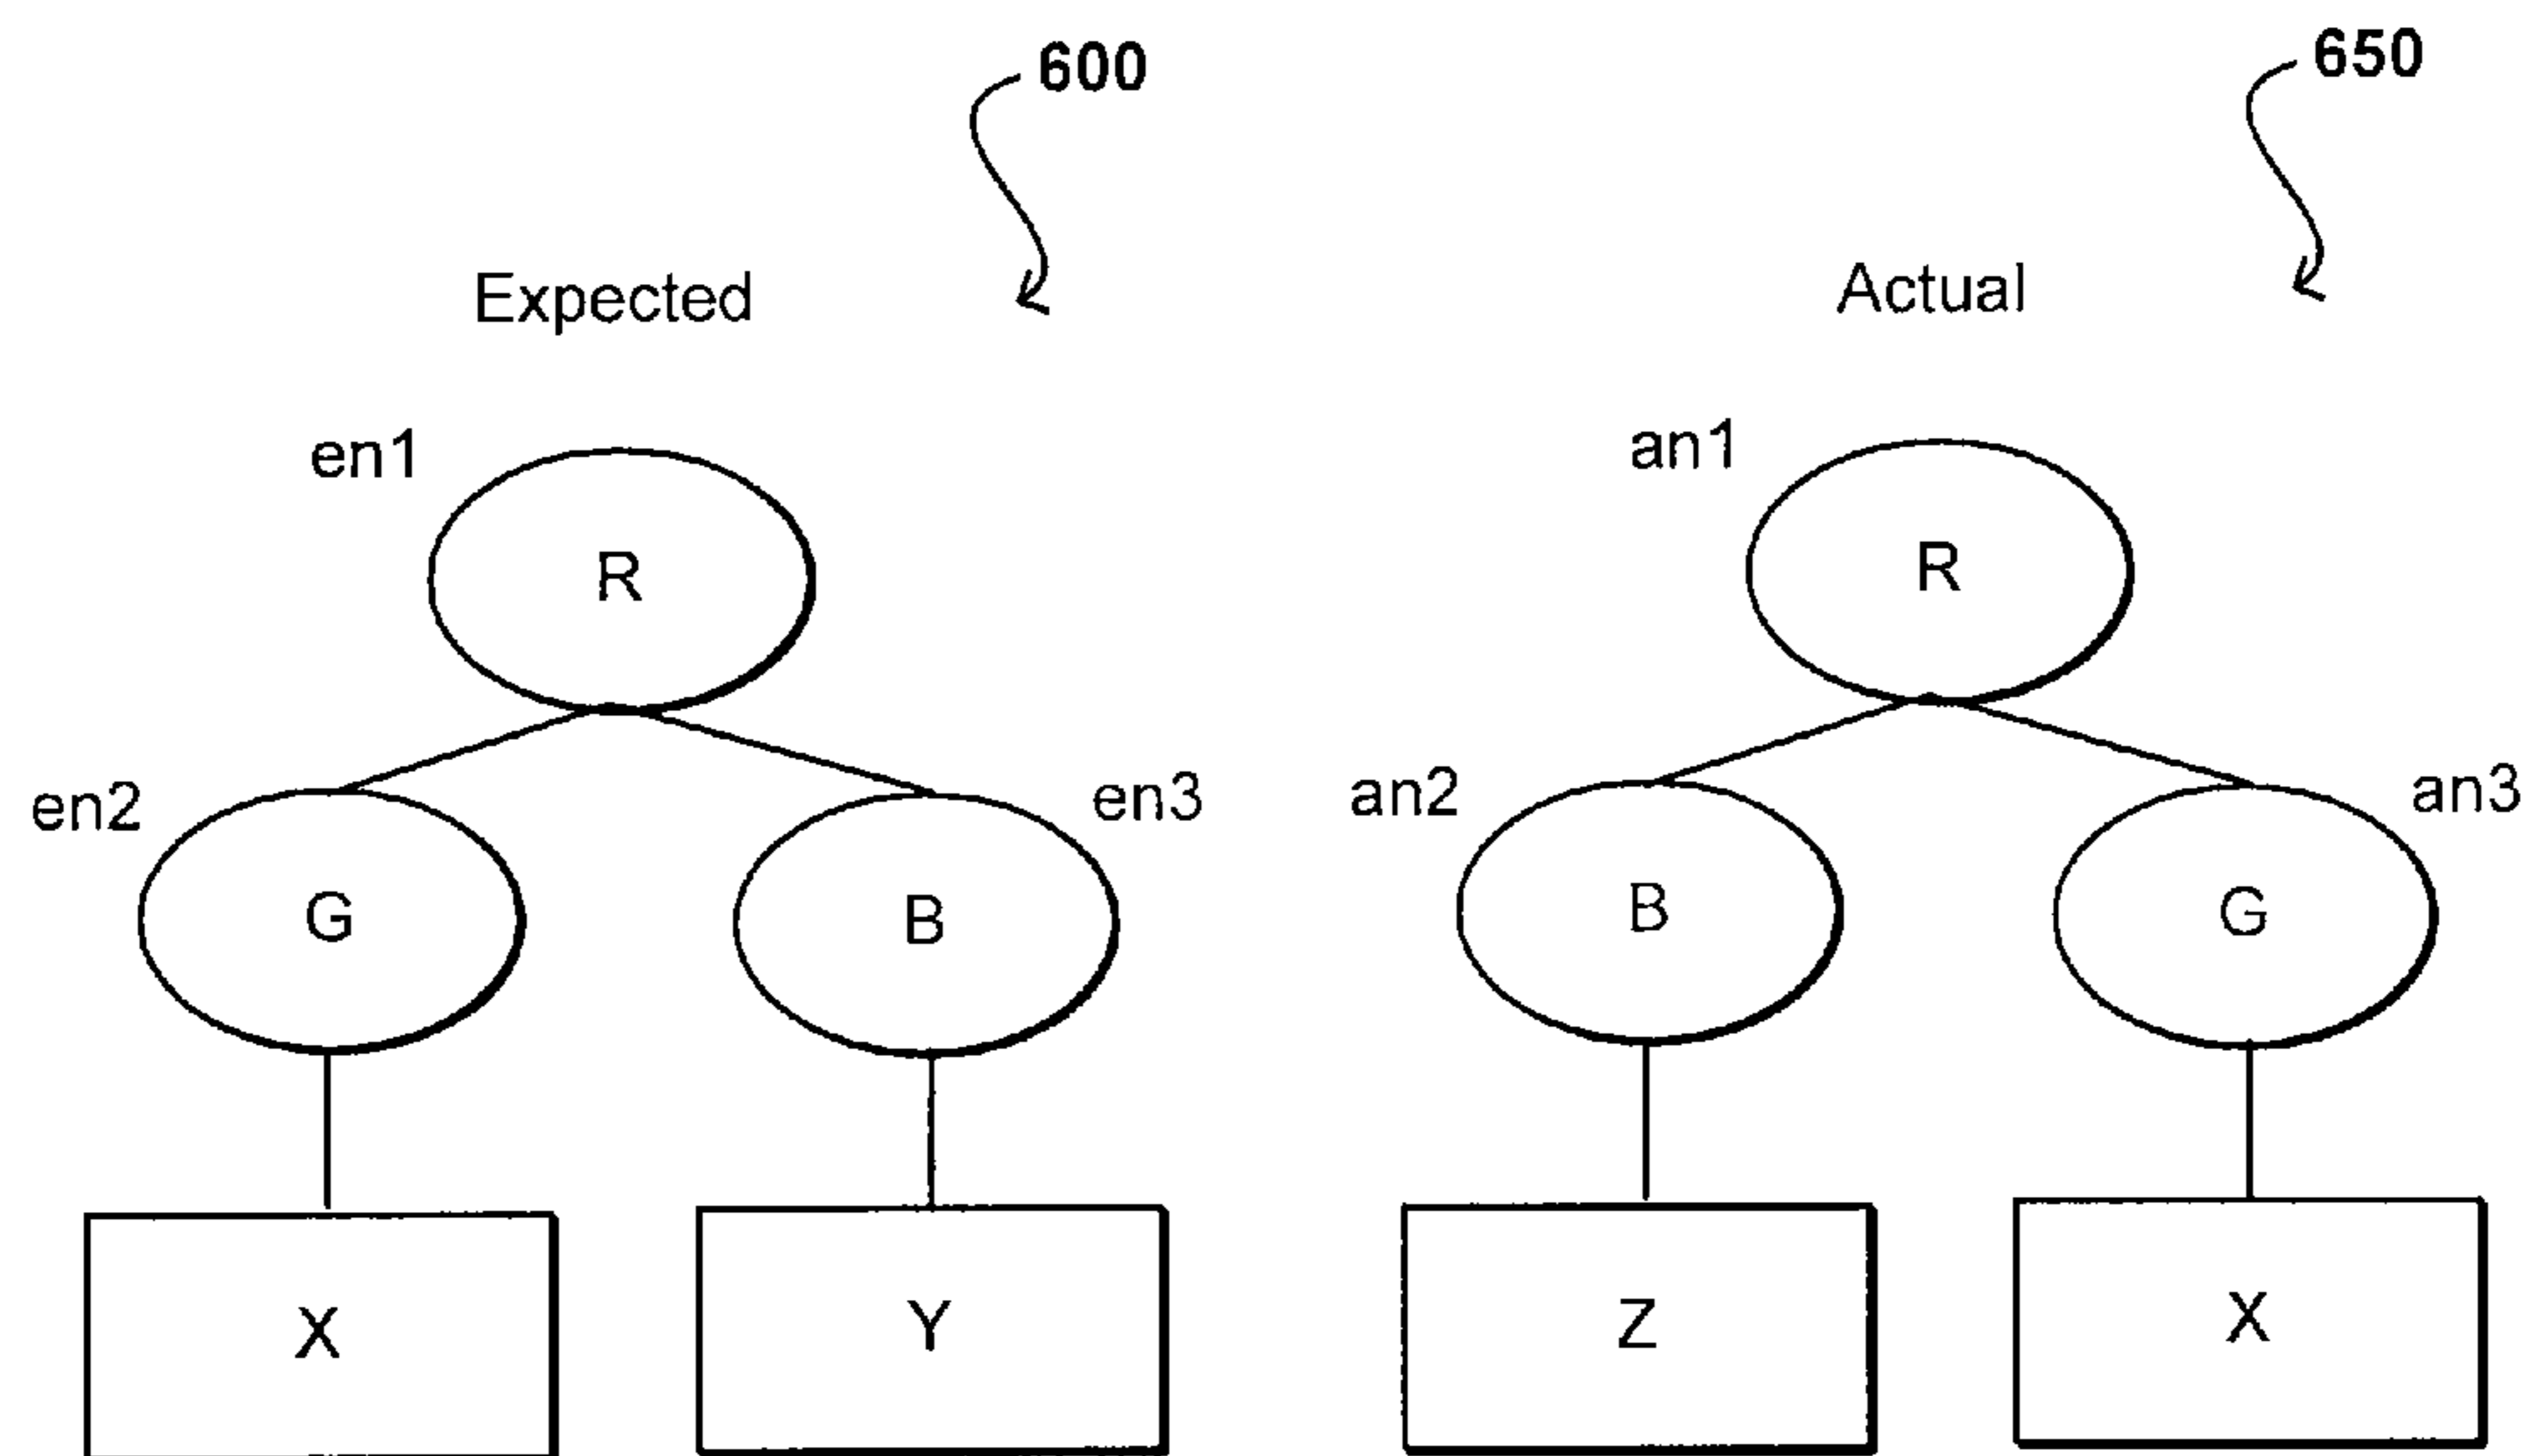 600
650
Expected
Actual
en1
an1
R
R
en2
en3
an2
an3
G
B
B
G
X
Y
Z
X